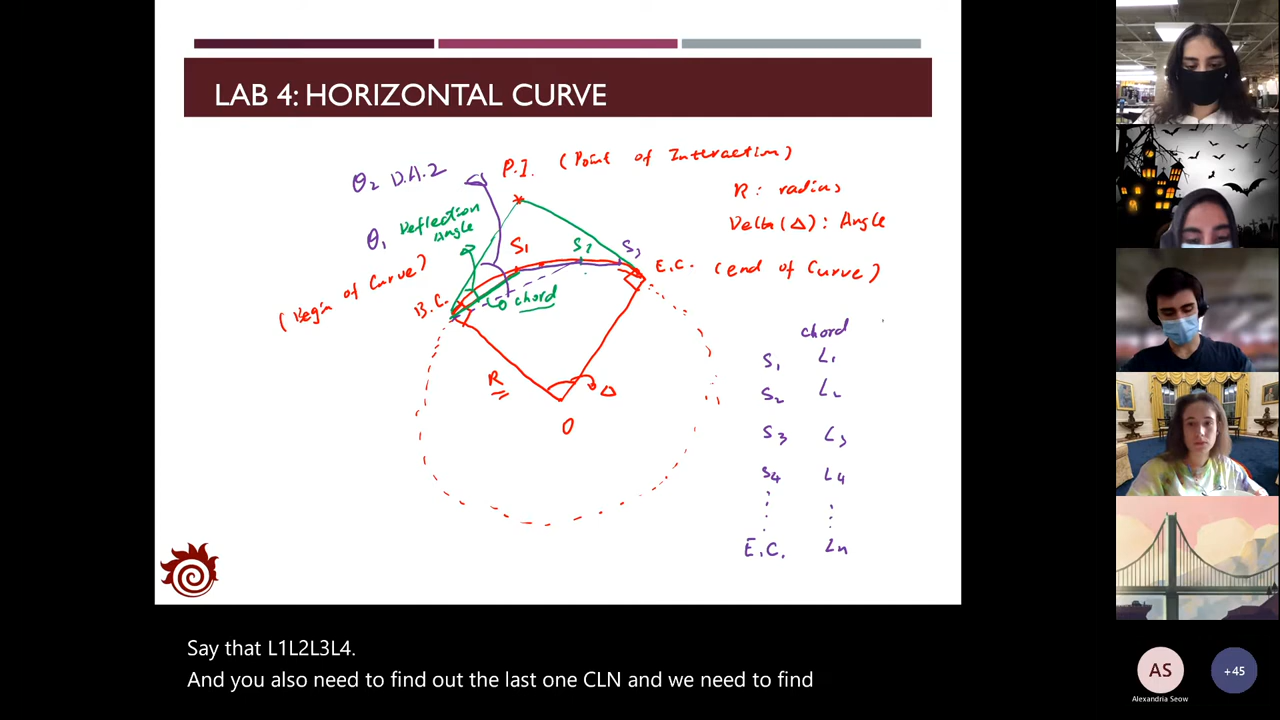 LAB 4: HORIZONTAL CURVE
P.I. (Point of Interaction)
θ2 D.A.2
R: radius
Delta (Δ): Angle
Deflection
Angle
θ1
S1
S2
S3
E.C. (end of Curve)
B.C.
(Begin of Curve)
chord
R
Δ
O
chord
S1 L1
S2 L2
S3 L3
S4 L4
E.C. Ln
Say that L1L2L3L4.
And you also need to find out the last one CLN and we need to find
AS
+45
Alexandria Seow